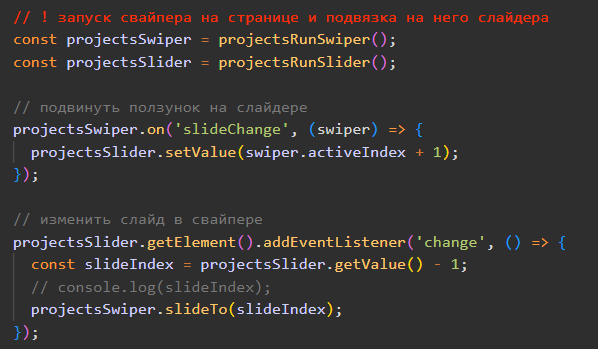 // ! запуск свайпера на странице и подвязка на него слайдера
const projectsSwiper = projectsRunSwiper();
const projectsSlider = projectsRunSlider();
// подвинуть ползунок на слайдере
projectsSwiper.on('slideChange', (swiper) => {
projectsSlider.setValue(swiper.activeIndex + 1);
});
// изменить слайд в свайпере
projectsSlider.getElement().addEventListener('change', () => {
const slideIndex = projectsSlider.getValue() - 1;
// console.log(slideIndex);
projectsSwiper.slideTo(slideIndex);
});